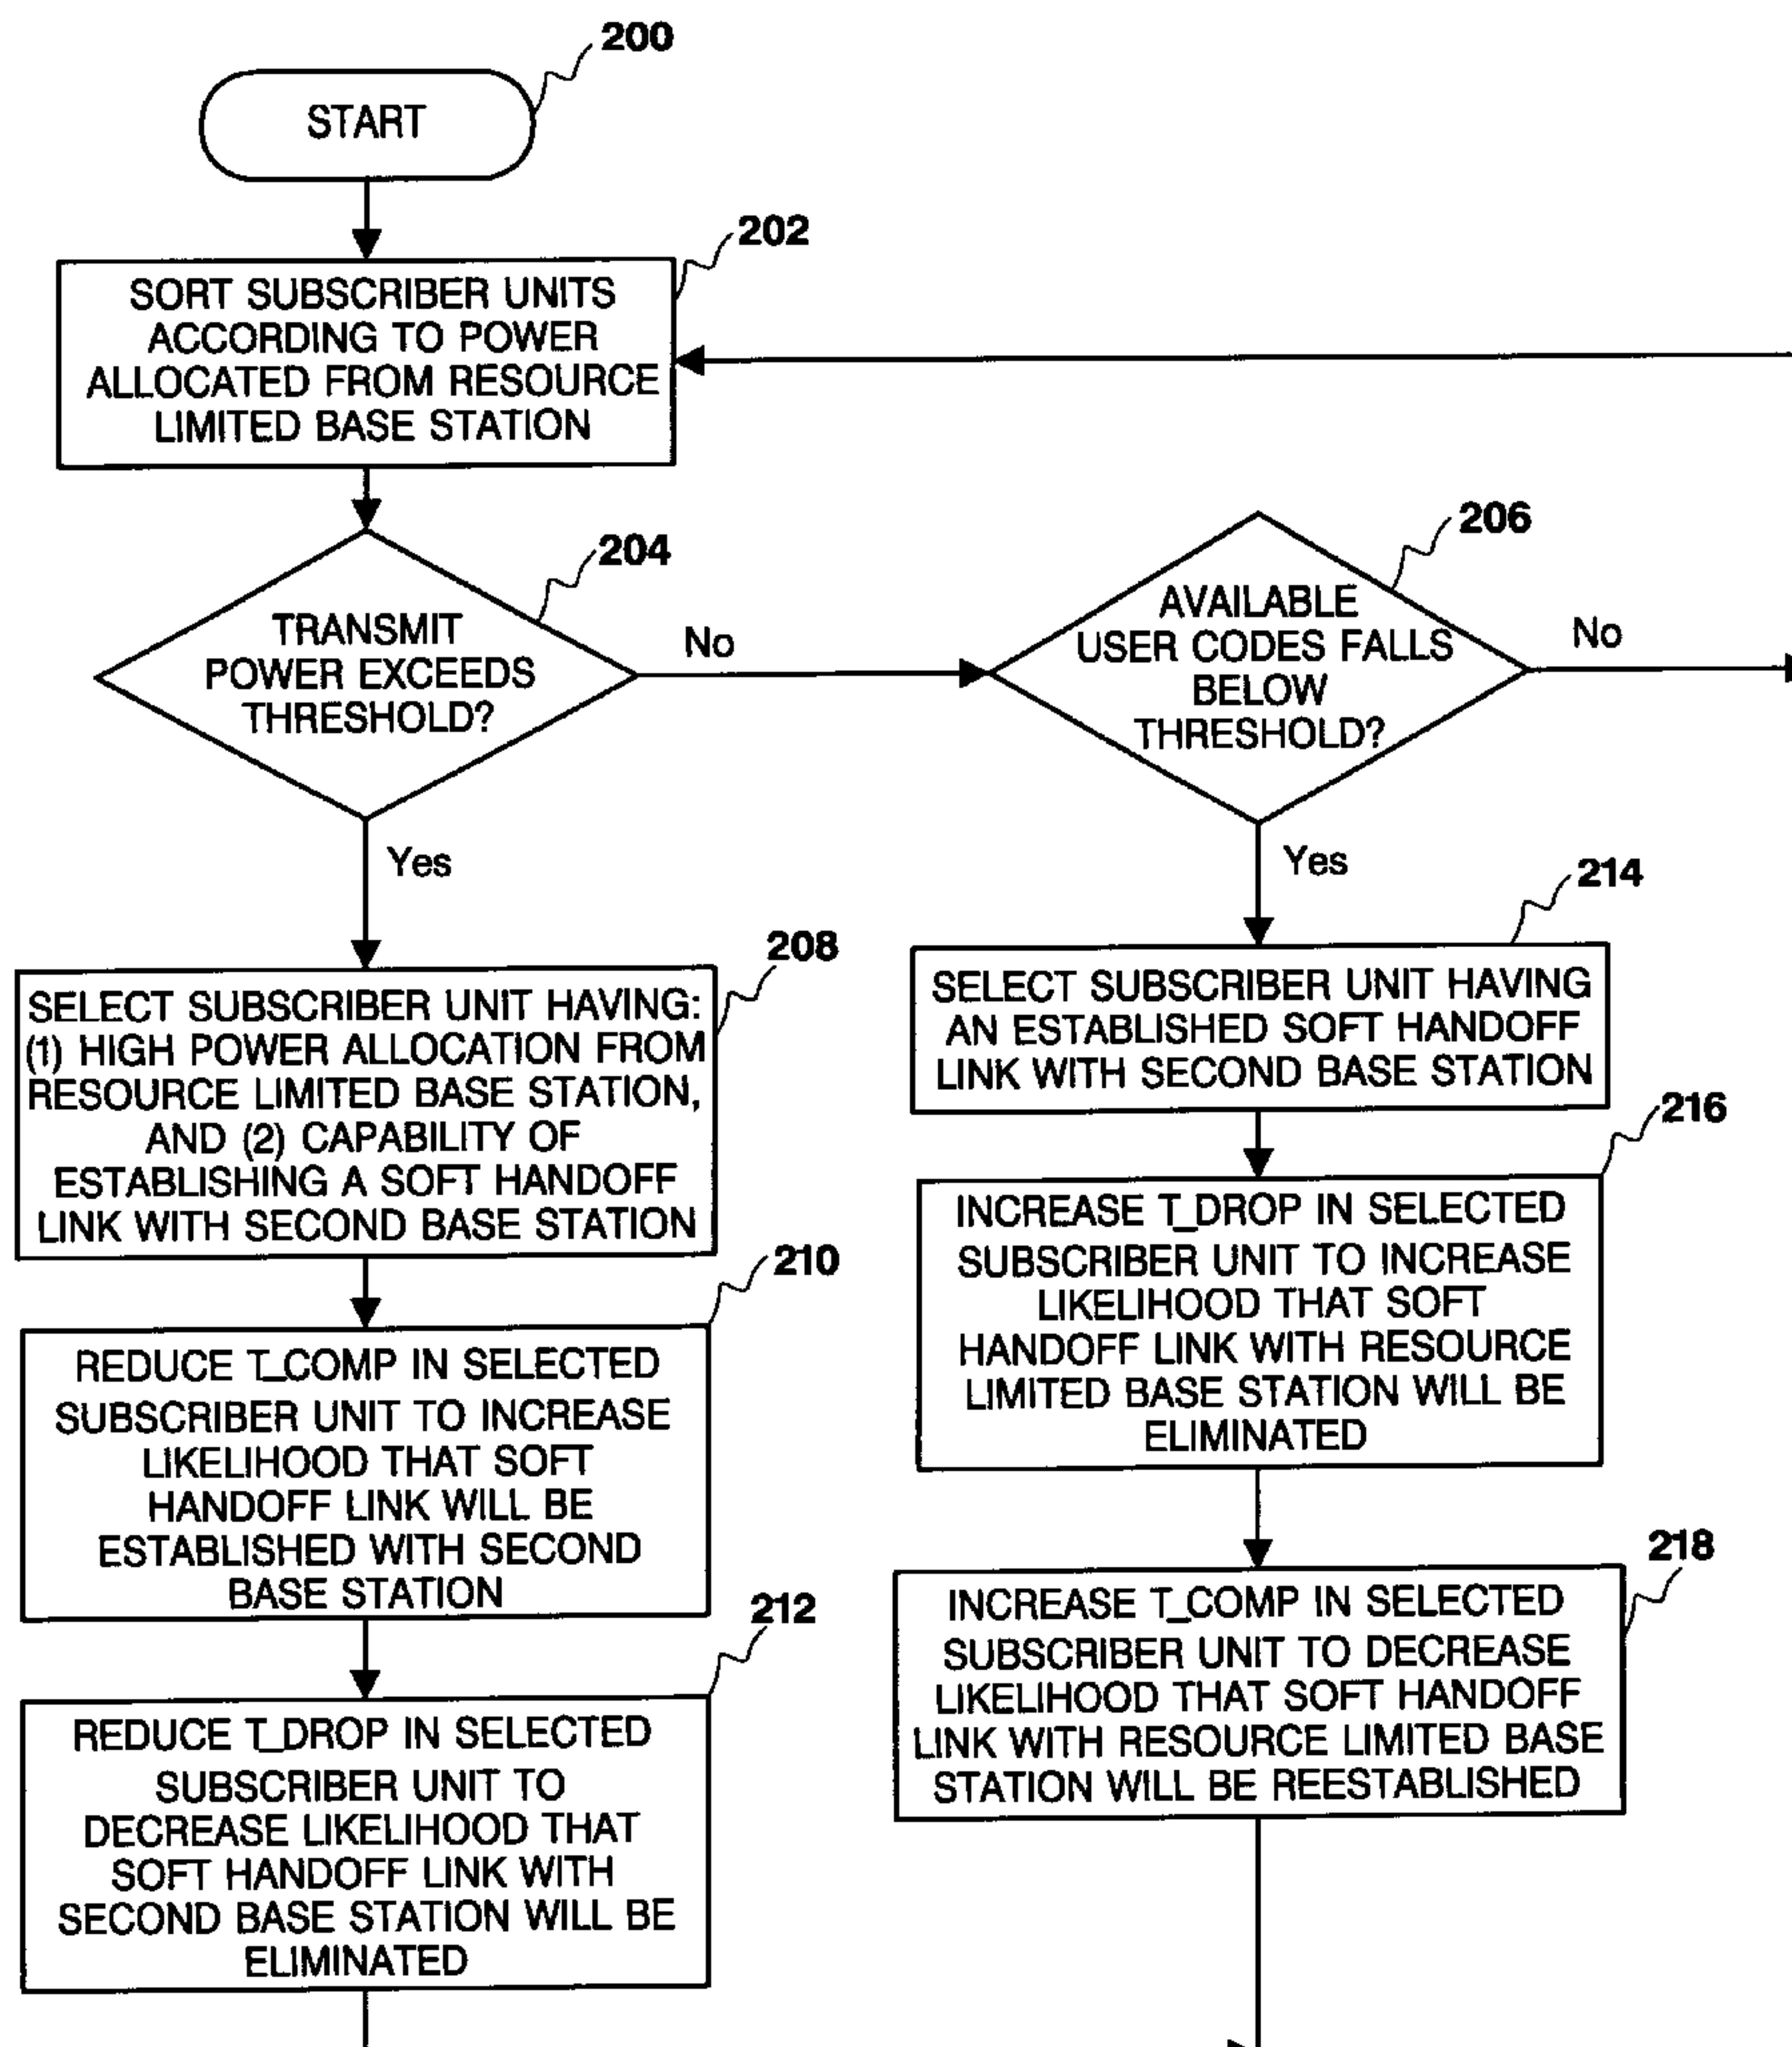 200
START
202
SORT SUBSCRIBER UNITS
ACCORDING TO POWER
ALLOCATED FROM RESOURCE
LIMITED BASE STATION
204
TRANSMIT
POWER EXCEEDS
THRESHOLD?
No
206
AVAILABLE
USER CODES FALLS
BELOW
THRESHOLD?
No
Yes
Yes
208
SELECT SUBSCRIBER UNIT HAVING:
(1) HIGH POWER ALLOCATION FROM
RESOURCE LIMITED BASE STATION,
AND (2) CAPABILITY OF
ESTABLISHING A SOFT HANDOFF
LINK WITH SECOND BASE STATION
210
REDUCE T_COMP IN SELECTED
SUBSCRIBER UNIT TO INCREASE
LIKELIHOOD THAT SOFT
HANDOFF LINK WILL BE
ESTABLISHED WITH SECOND
BASE STATION
212
REDUCE T_DROP IN SELECTED
SUBSCRIBER UNIT TO
DECREASE LIKELIHOOD THAT
SOFT HANDOFF LINK WITH
SECOND BASE STATION WILL BE
ELIMINATED
214
SELECT SUBSCRIBER UNIT HAVING
AN ESTABLISHED SOFT HANDOFF
LINK WITH SECOND BASE STATION
216
INCREASE T_DROP IN SELECTED
SUBSCRIBER UNIT TO INCREASE
LIKELIHOOD THAT SOFT
HANDOFF LINK WITH RESOURCE
LIMITED BASE STATION WILL BE
ELIMINATED
218
INCREASE T_COMP IN SELECTED
SUBSCRIBER UNIT TO DECREASE
LIKELIHOOD THAT SOFT HANDOFF
LINK WITH RESOURCE LIMITED BASE
STATION WILL BE REESTABLISHED